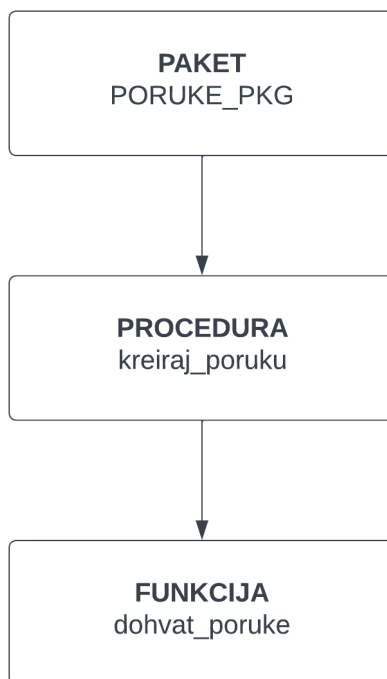 PAKET
PORUKE_PKG
PROCEDURA
kreiraj_poruku
FUNKCIJA
dohvat_poruke